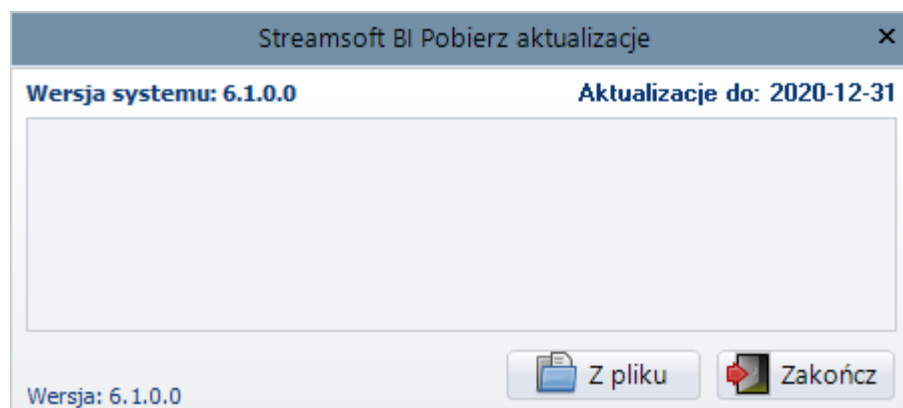 Streamsoft BI Pobierz aktualizacje
Wersja systemu: 6.1.0.0 Aktualizacje do: 2020-12-31
Z pliku Zakończ
Wersja: 6.1.0.0